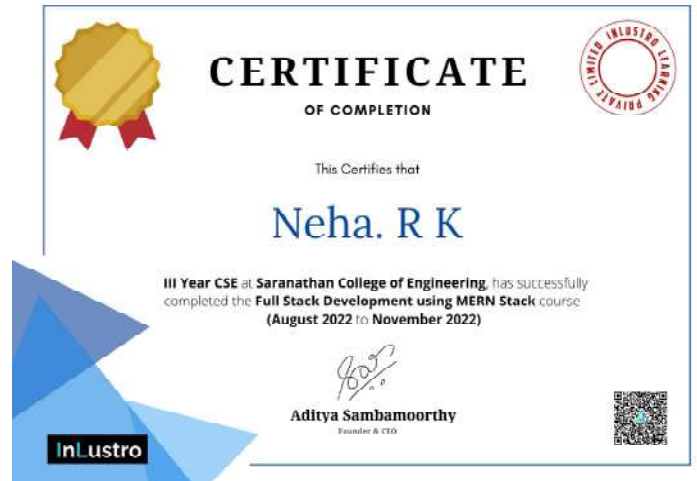 CERTIFICATE
INLUSTRO LEARNING PRIVATE LIMITED
OF COMPLETION
This Certifies that
Neha. R K
III Year CSE at Saranathan College of Engineering, has successfully
completed the Full Stack Development using MERN Stack course
(August 2022 to November 2022)
Aditya Sambamoorthy
Founder & CEO
InLustro